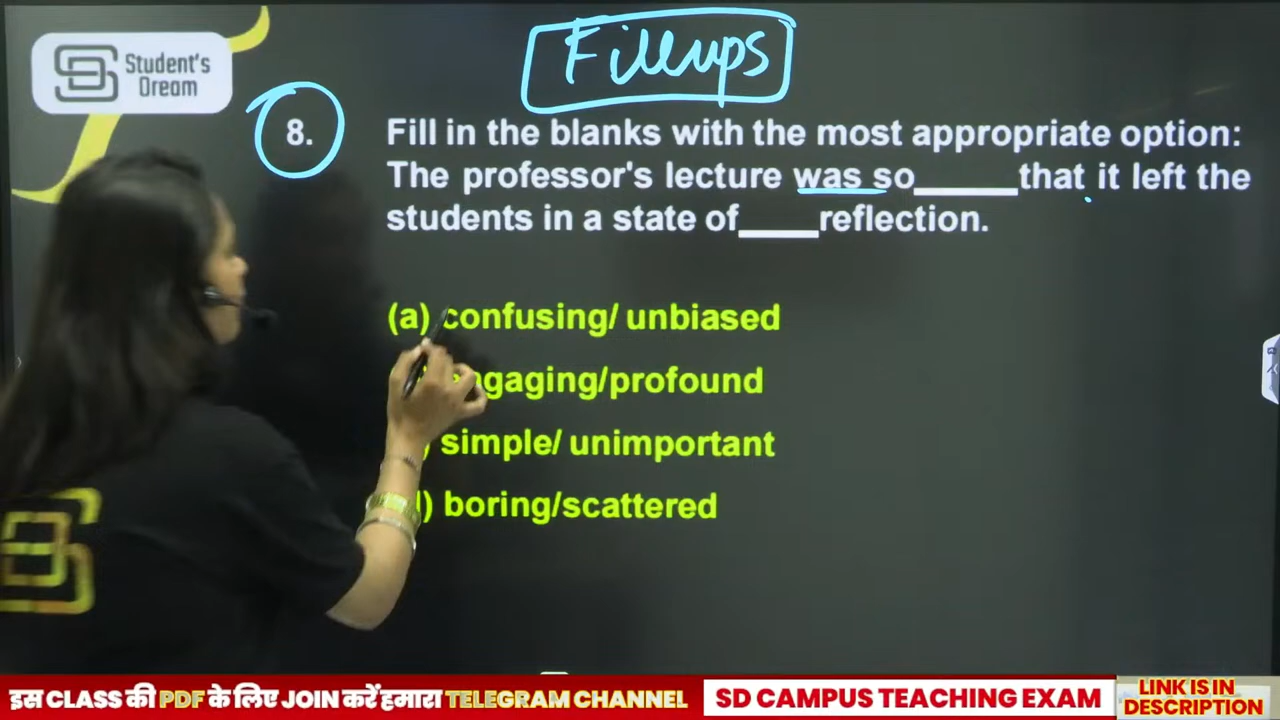 Student's
Dream
Fillups
8.
Fill in the blanks with the most appropriate option:
The professor's lecture was so_____that it left the
students in a state of____reflection.
(a) confusing/ unbiased
gaging/profound
) simple/ unimportant
) boring/scattered
इस CLASS की PDF के लिए JOIN करें हमारा TELEGRAM CHANNEL
SD CAMPUS TEACHING EXAM
LINK IS IN
DESCRIPTION